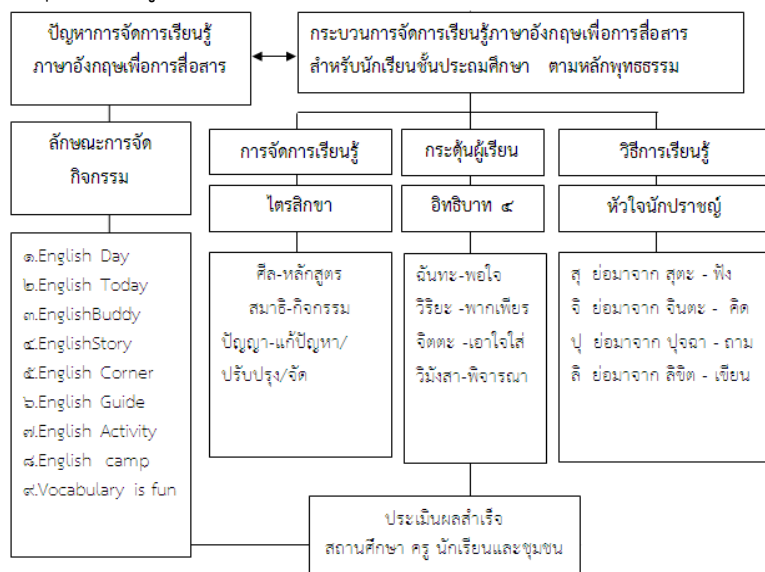 ปัญหาการจัดการเรียนรู้
ภาษาอังกฤษเพื่อการสื่อสาร
กระบวนการจัดการเรียนรู้ภาษาอังกฤษเพื่อการสื่อสาร
สำหรับนักเรียนชั้นประถมศึกษา ตามหลักพุทธธรรม
ลักษณะการจัด
กิจกรรม
การจัดการเรียนรู้
กระตุ้นผู้เรียน
วิธีการเรียนรู้
ไตรสิกขา
อิทธิบาท ๔
หัวใจนักปราชญ์
๑.English Day
๒.English Today
๓.EnglishBuddy
๔.EnglishStory
๕.English Corner
๖.English Guide
๗.English Activity
๘.English camp
๙.Vocabulary is fun
ศีล-หลักสูตร
สมาธิ-กิจกรรม
ปัญญา-แก้ปัญหา/
ปรับปรุง/จัด
ฉันทะ-พอใจ
วิริยะ -พากเพียร
จิตตะ -เอาใจใส่
วิมังสา-พิจารณา
สุ ย่อมาจาก สุตะ - ฟัง
จิ ย่อมาจาก จินตะ - คิด
ปุ ย่อมาจาก ปุจฉา - ถาม
ลิ ย่อมาจาก ลิขิต - เขียน
ประเมินผลสำเร็จ
สถานศึกษา ครู นักเรียนและชุมชน